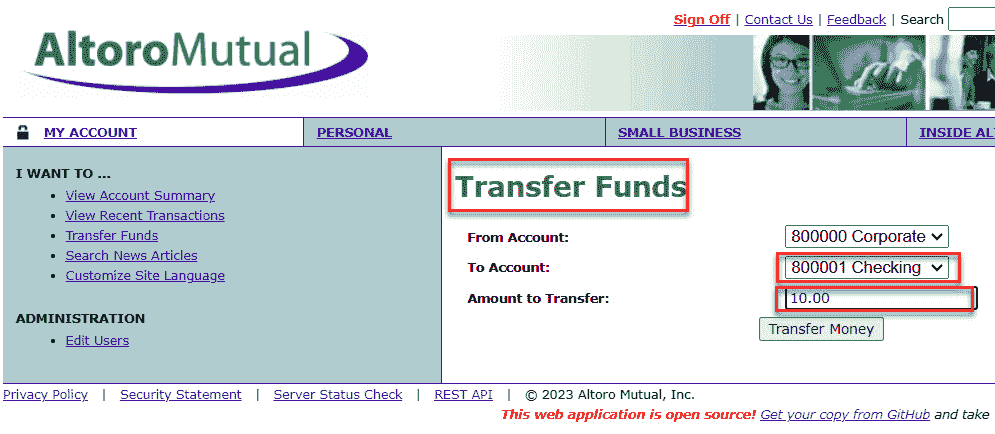 Sign Off | Contact Us | Feedback | Search
AltoroMutual
MY ACCOUNT PERSONAL SMALL BUSINESS INSIDE AL
I WANT TO ...
View Account Summary
View Recent Transactions
Transfer Funds
Search News Articles
Customize Site Language
ADMINISTRATION
Edit Users
Transfer Funds
From Account: 800000 Corporate
To Account: 800001 Checking
Amount to Transfer: 10.00
Transfer Money
Privacy Policy | Security Statement | Server Status Check | REST API | © 2023 Altoro Mutual, Inc.
This web application is open source! Get your copy from GitHub and take